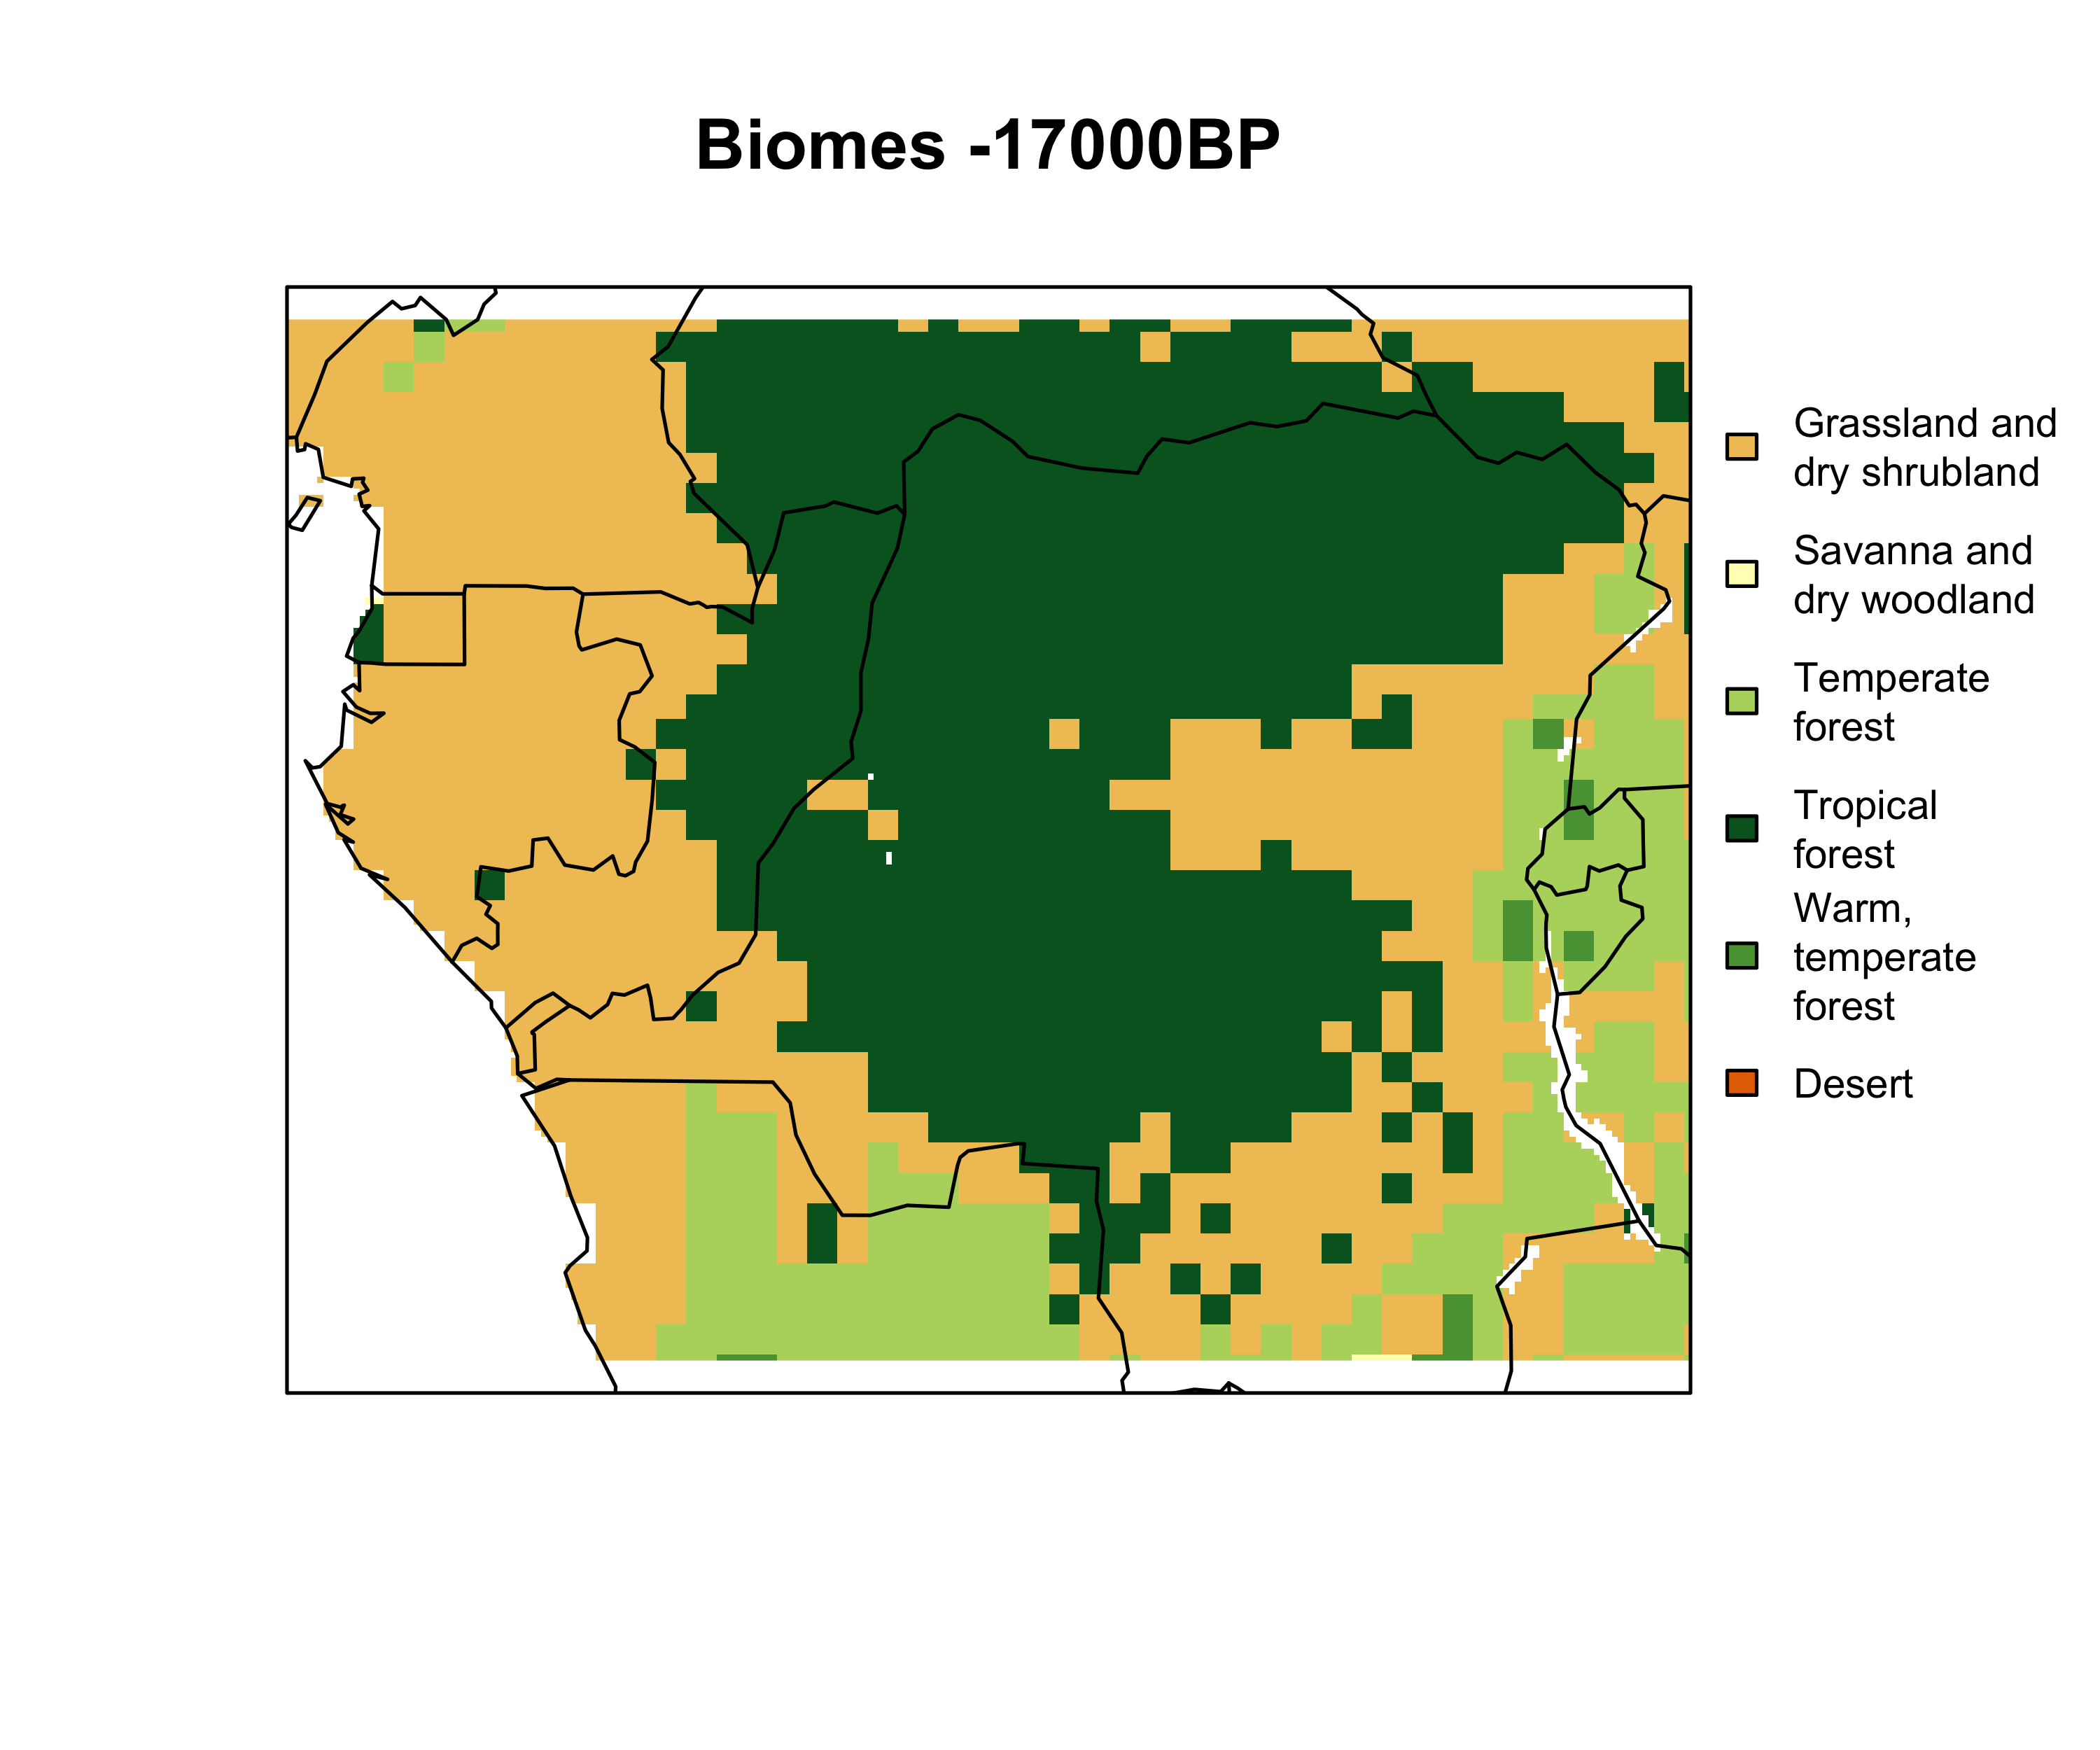 Biomes -17000BP
Grassland and
dry shrubland
Savanna and
dry woodland
Temperate
forest
Tropical
forest
Warm,
temperate
forest
Desert